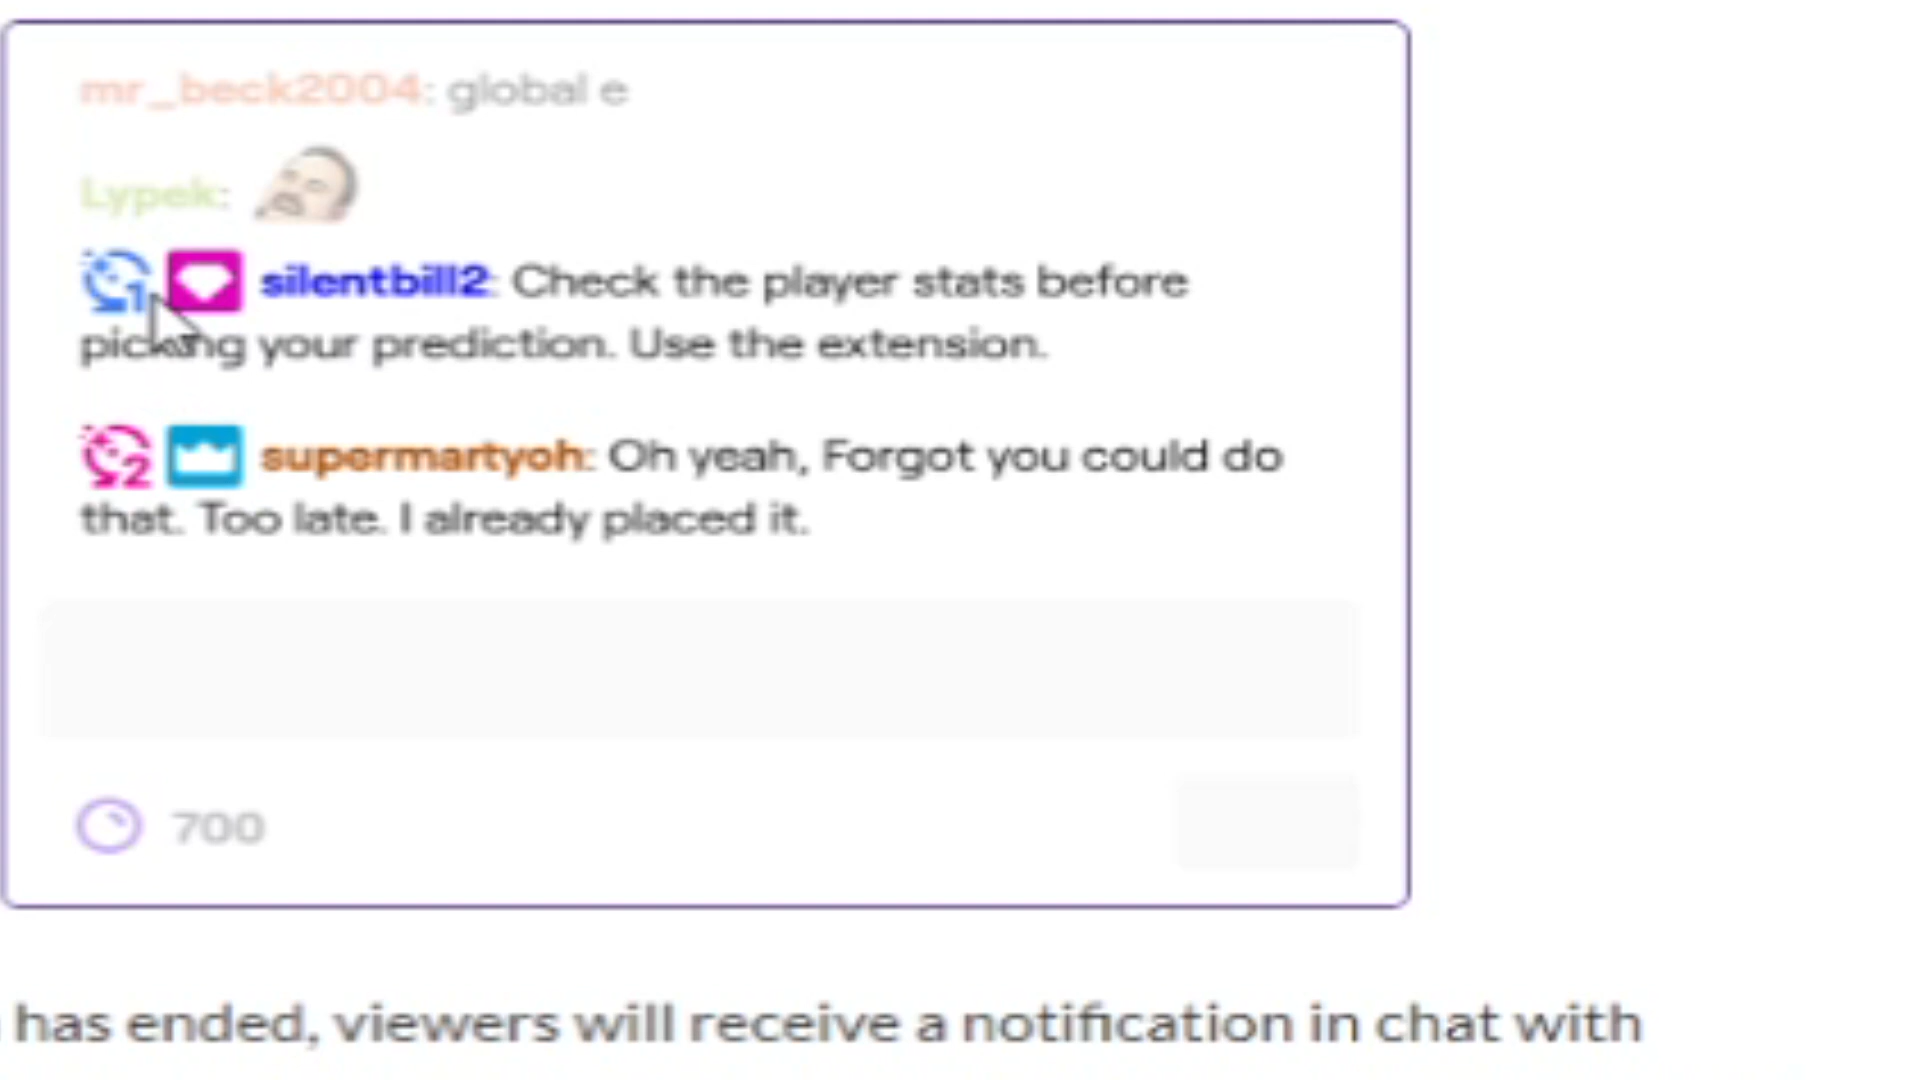 mr_beck2004: global e
Lypek:
1 silentbill2: Check the player stats before
picking your prediction. Use the extension.
2 supermartyoh: Oh yeah, Forgot you could do
that. Too late. I already placed it.
700
has ended, viewers will receive a notification in chat with